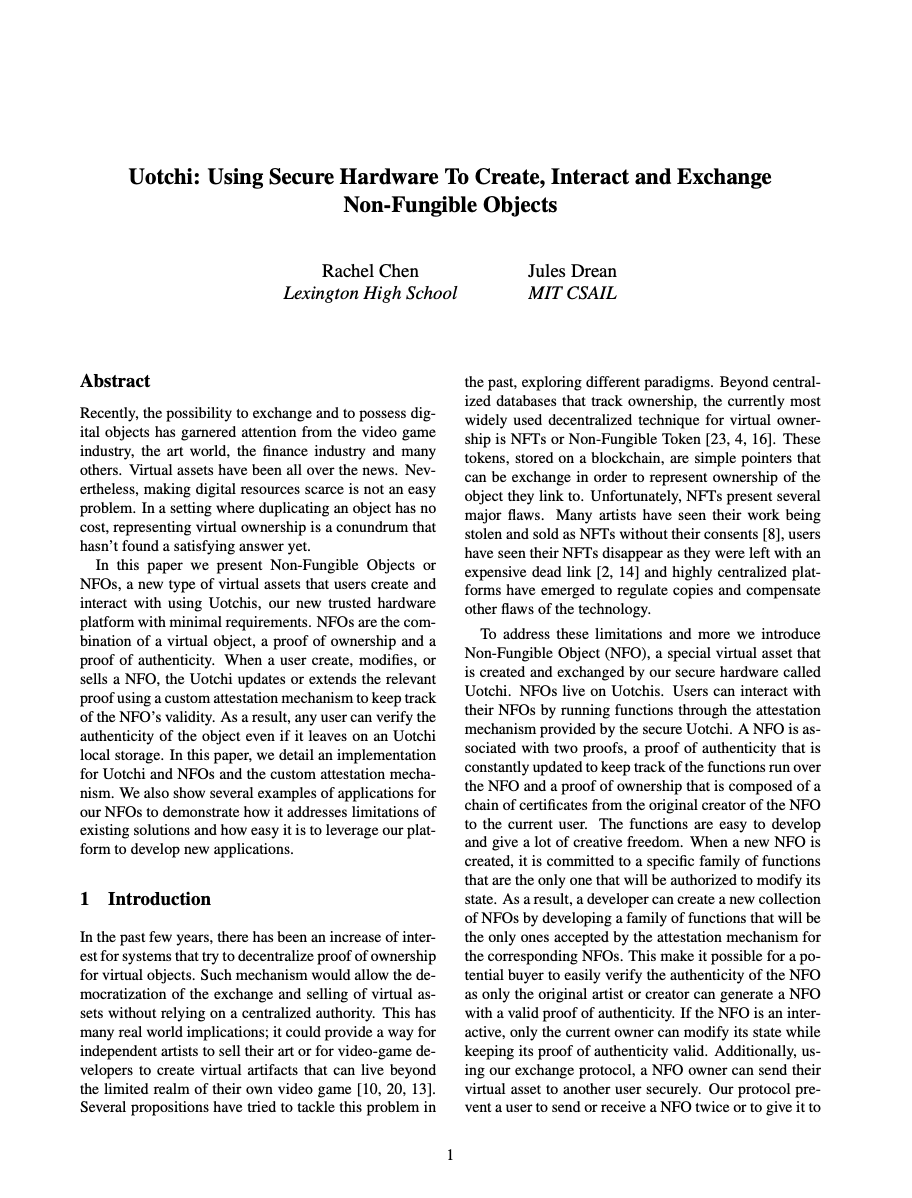 Uotchi: Using Secure Hardware To Create, Interact and Exchange
Non-Fungible Objects
Rachel Chen
Lexington High School
Jules Drean
MIT CSAIL
Abstract
Recently, the possibility to exchange and to possess dig-
ital objects has garnered attention from the video game
industry, the art world, the finance industry and many
others. Virtual assets have been all over the news. Nev-
ertheless, making digital resources scarce is not an easy
problem. In a setting where duplicating an object has no
cost, representing virtual ownership is a conundrum that
hasn't found a satisfying answer yet.
In this paper we present Non-Fungible Objects or
NFOs, a new type of virtual assets that users create and
interact with using Uotchis, our new trusted hardware
platform with minimal requirements. NFOs are the com-
bination of a virtual object, a proof of ownership and a
proof of authenticity. When a user create, modifies, or
sells a NFO, the Uotchi updates or extends the relevant
proof using a custom attestation mechanism to keep track
of the NFO's validity. As a result, any user can verify the
authenticity of the object even if it leaves on an Uotchi
local storage. In this paper, we detail an implementation
for Uotchi and NFOs and the custom attestation mecha-
nism. We also show several examples of applications for
our NFOs to demonstrate how it addresses limitations of
existing solutions and how easy it is to leverage our plat-
form to develop new applications.
1 Introduction
In the past few years, there has been an increase of inter-
est for systems that try to decentralize proof of ownership
for virtual objects. Such mechanism would allow the de-
mocratization of the exchange and selling of virtual as-
sets without relying on a centralized authority. This has
many real world implications; it could provide a way for
independent artists to sell their art or for video-game de-
velopers to create virtual artifacts that can live beyond
the limited realm of their own video game [10, 20, 13].
Several propositions have tried to tackle this problem in
the past, exploring different paradigms. Beyond central-
ized databases that track ownership, the currently most
widely used decentralized technique for virtual owner-
ship is NFTs or Non-Fungible Token [23, 4, 16]. These
tokens, stored on a blockchain, are simple pointers that
can be exchange in order to represent ownership of the
object they link to. Unfortunately, NFTs present several
major flaws. Many artists have seen their work being
stolen and sold as NFTs without their consents [8], users
have seen their NFTs disappear as they were left with an
expensive dead link [2, 14] and highly centralized plat-
forms have emerged to regulate copies and compensate
other flaws of the technology.
To address these limitations and more we introduce
Non-Fungible Object (NFO), a special virtual asset that
is created and exchanged by our secure hardware called
Uotchi. NFOs live on Uotchis. Users can interact with
their NFOs by running functions through the attestation
mechanism provided by the secure Uotchi. A NFO is as-
sociated with two proofs, a proof of authenticity that is
constantly updated to keep track of the functions run over
the NFO and a proof of ownership that is composed of a
chain of certificates from the original creator of the NFO
to the current user. The functions are easy to develop
and give a lot of creative freedom. When a new NFO is
created, it is committed to a specific family of functions
that are the only one that will be authorized to modify its
state. As a result, a developer can create a new collection
of NFOs by developing a family of functions that will be
the only ones accepted by the attestation mechanism for
the corresponding NFOs. This make it possible for a po-
tential buyer to easily verify the authenticity of the NFO
as only the original artist or creator can generate a NFO
with a valid proof of authenticity. If the NFO is an inter-
active, only the current owner can modify its state while
keeping its proof of authenticity valid. Additionally, us-
ing our exchange protocol, a NFO owner can send their
virtual asset to another user securely. Our protocol pre-
vent a user to send or receive a NFO twice or to give it to
1